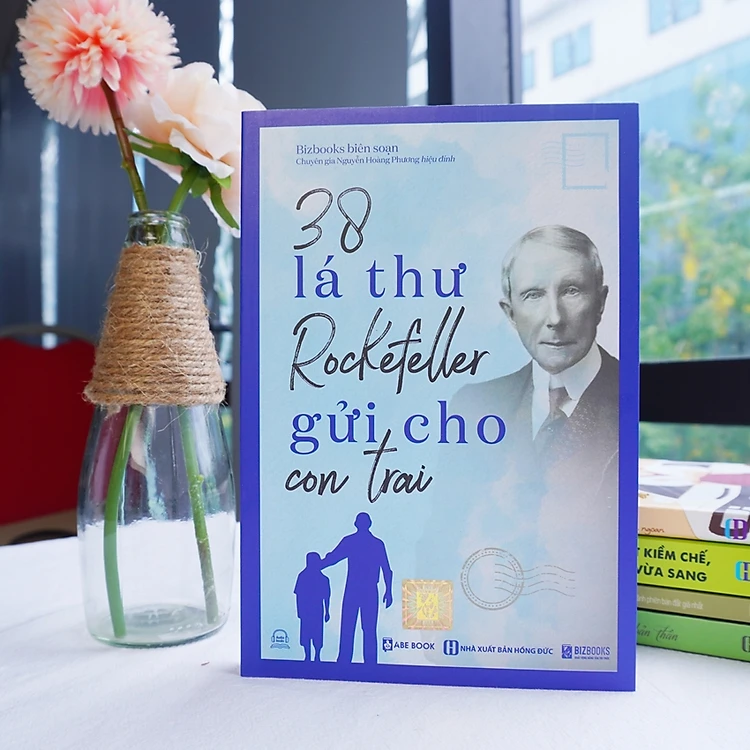 Bizbooks biên soạn
Chuyên gia Nguyễn Hoàng Phương hiệu đính
38
lá thư
Rockefeller
gửi cho
con trai
ABE BOOK
NHÀ XUẤT BẢN HỒNG ĐỨC
BIZBOOKS
KIỀM CHẾ,
VỪA SANG